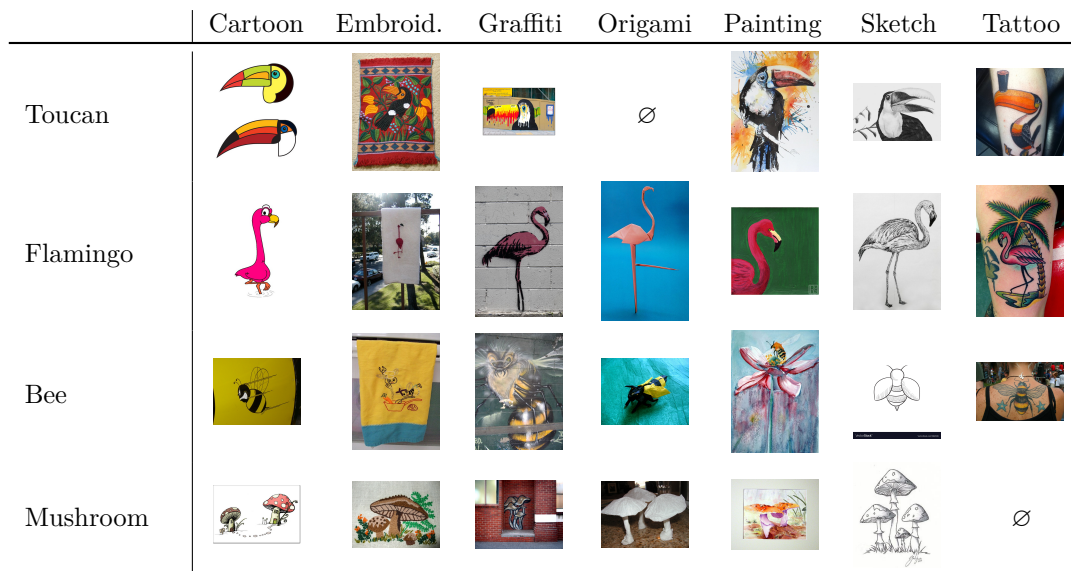 Cartoon Embroid. Graffiti Origami Painting Sketch Tattoo
Toucan ∅
Flamingo
Bee
Mushroom ∅